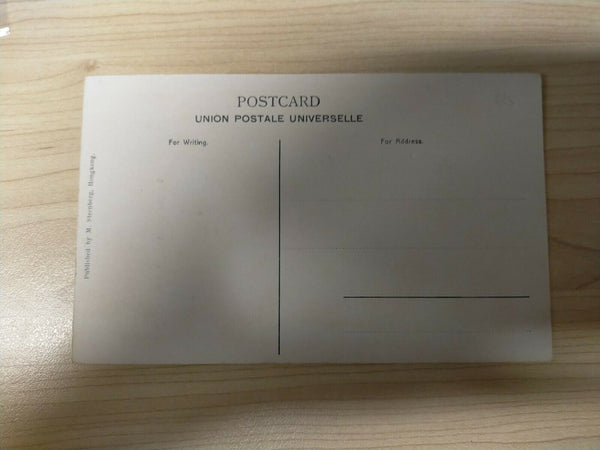 POSTCARD
UNION POSTALE UNIVERSELLE
For Writing.
For Address.
Published by M. Sternberg, Hongkong.